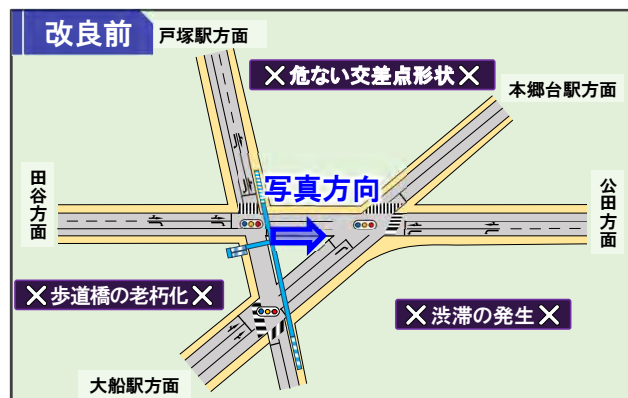 改良前
戸塚駅方面
×危ない交差点形状×
本郷台駅方面
写真方向
田谷方面
公田方面
×歩道橋の老朽化×
×渋滞の発生×
大船駅方面